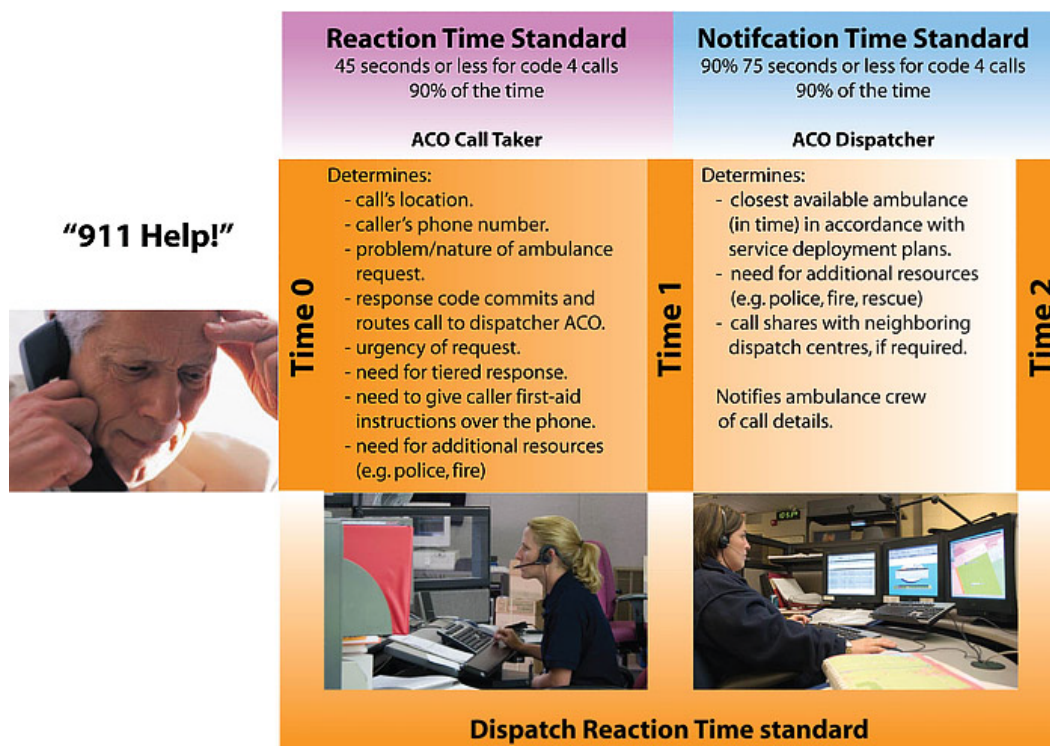 Reaction Time Standard
45 seconds or less for code 4 calls
90% of the time
ACO Call Taker
Notifcation Time Standard
90% 75 seconds or less for code 4 calls
90% of the time
ACO Dispatcher
“911 Help!”
Time 0
Determines:
- call’s location.
- caller’s phone number.
- problem/nature of ambulance
request.
- response code commits and
routes call to dispatcher ACO.
- urgency of request.
- need for tiered response.
- need to give caller first-aid
instructions over the phone.
- need for additional resources
(e.g. police, fire)
Time 1
Determines:
- closest available ambulance
(in time) in accordance with
service deployment plans.
- need for additional resources
(e.g. police, fire, rescue)
- call shares with neighboring
dispatch centres, if required.
Notifies ambulance crew
of call details.
Time 2
Dispatch Reaction Time standard